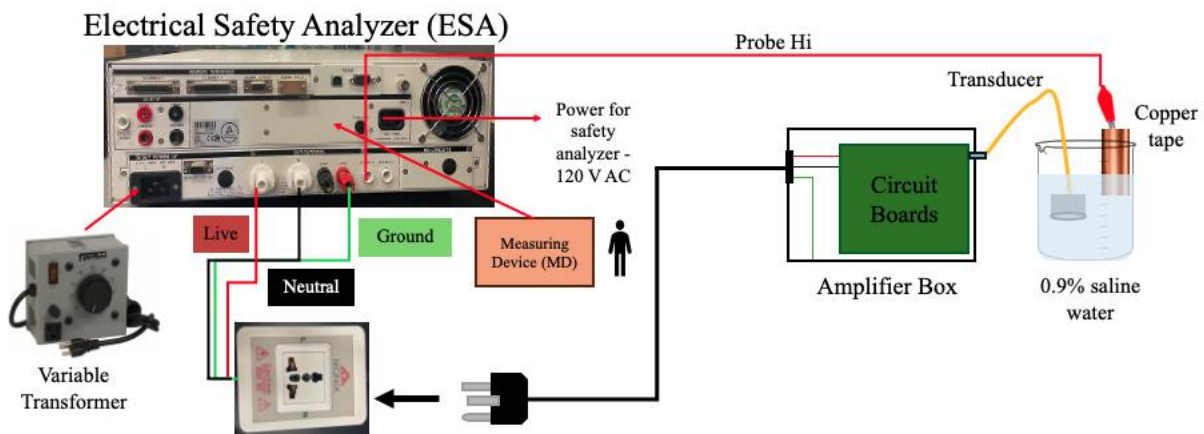 Electrical Safety Analyzer (ESA)
Probe Hi
Transducer
Copper
tape
Power for
safety
analyzer -
120 V AC
Circuit
Boards
Live
Ground
Neutral
Measuring
Device (MD)
Amplifier Box
0.9% saline
water
Variable
Transformer